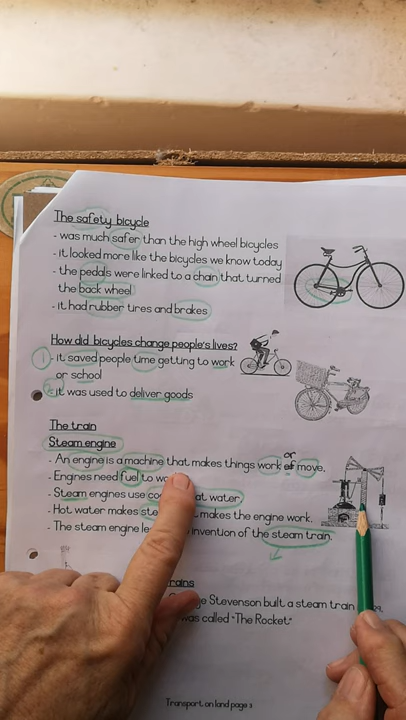 The safety bicycle
- was much safer than the high wheel bicycles
- it looked more like the bicycles we know today
- the pedals were linked to a chain that turned
the back wheel
- it had rubber tires and brakes
How did bicycles change people's lives?
1 - it saved people time getting to work
or school
- it was used to deliver goods
The train
Steam engine
or
- An engine is a machine that makes things work of move.
- Engines need fuel to
- Steam engines use at water.
- Hot water makes makes the engine work.
- The steam engine invention of the steam train.
Stevenson built a steam train
was called "The Rocket"
Transport on land page 3